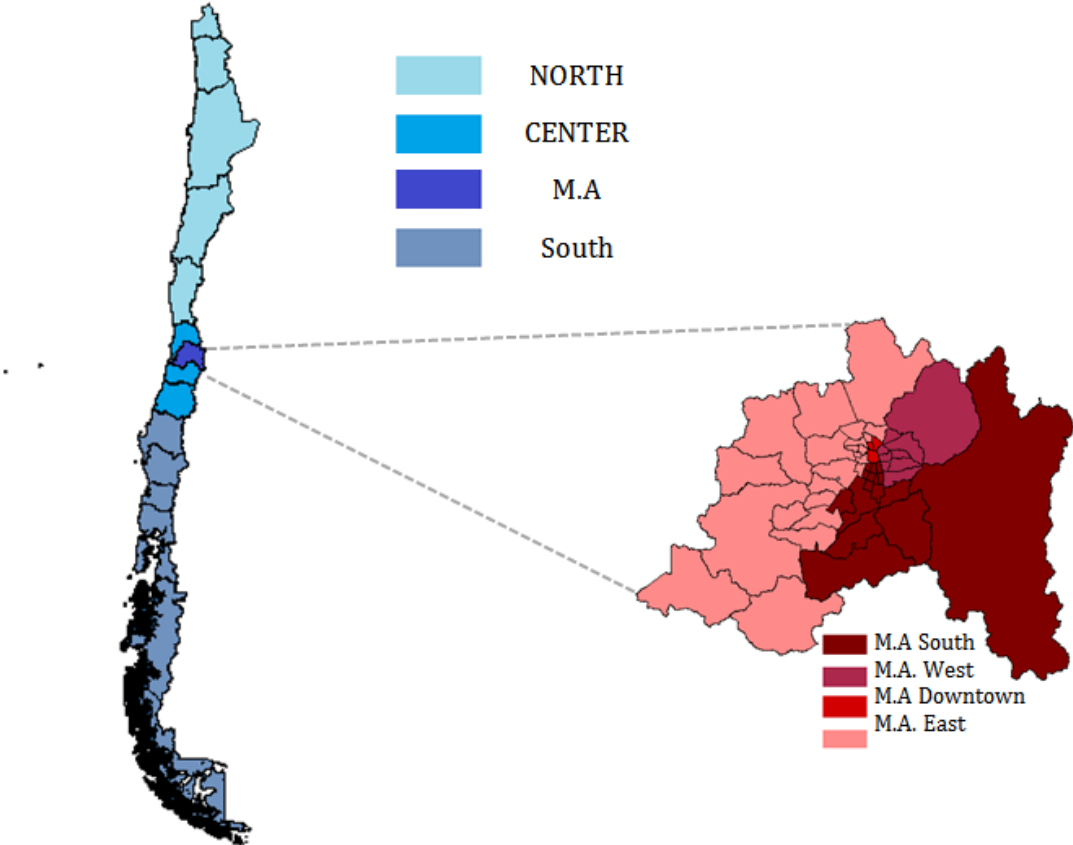 NORTH
CENTER
M.A
South
M.A South
M.A. West
M.A Downtown
M.A. East